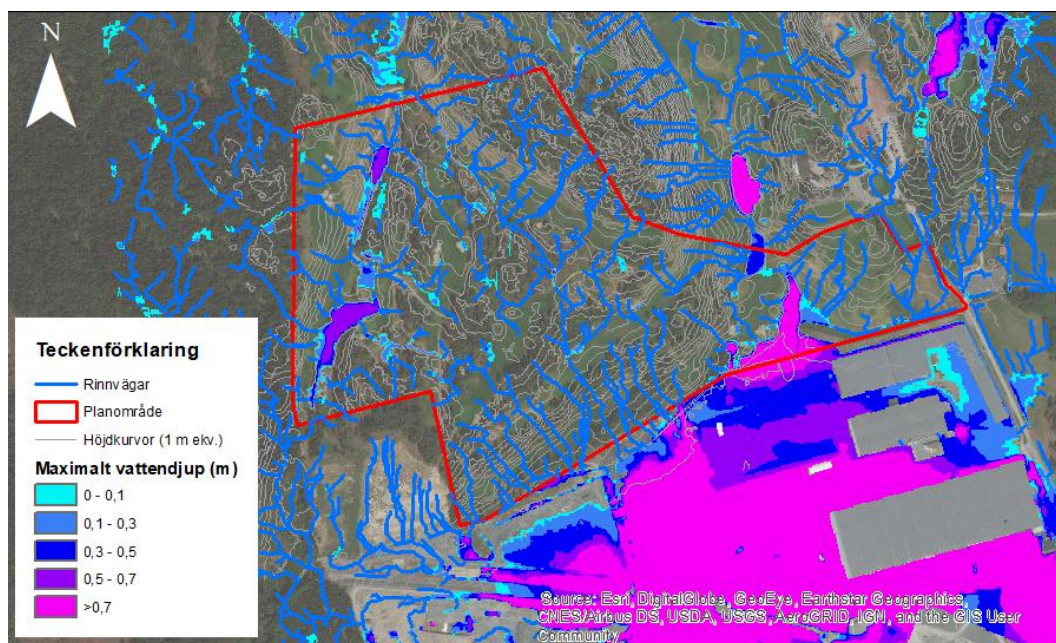 N
Teckenförklaring
Rinnvägar
Planområde
Höjdkurvor (1 m ekv.)
Maximalt vattendjup (m)
0 - 0,1
0,1 - 0,3
0,3 - 0,5
0,5 - 0,7
>0,7
Source: Esri, DigitalGlobe, GeoEye, Earthstar Geographics,
CNES/Airbus DS, USDA, USGS, AeroGRID, IGN, and the GIS User
Community